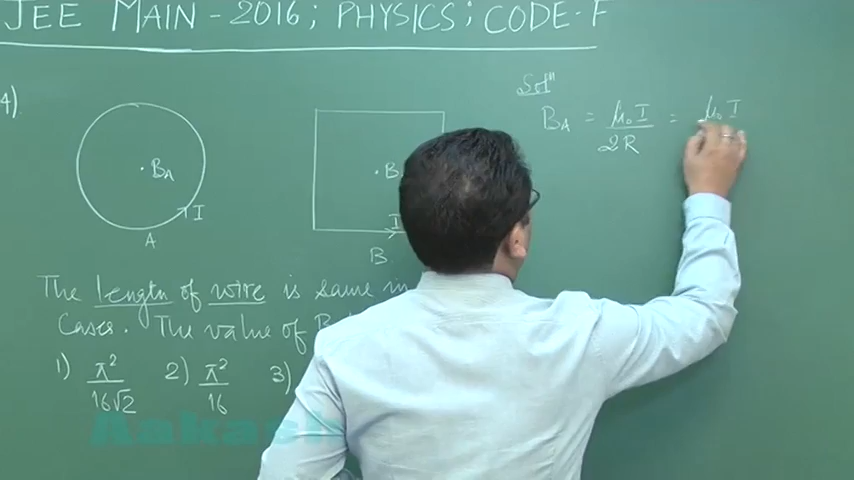 JEE MAIN - 2016; PHYSICS; CODE - F
4)
Solⁿ
B_A = μ₀I / 2R = μ₀I
. B_A
. B
I
I
A
B
The length of wire is same in
Cases. The value of B
1) π² / 16√2 2) π² / 16 3)
Aakash